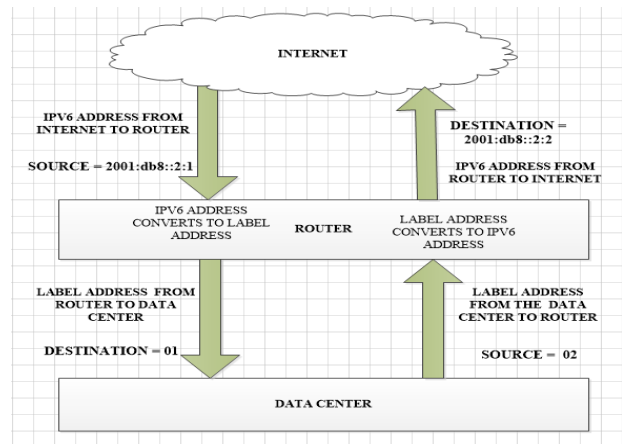 INTERNET
IPV6 ADDRESS FROM
INTERNET TO ROUTER
SOURCE = 2001:db8::2:1
DESTINATION =
2001:db8::2:2
IPV6 ADDRESS FROM
ROUTER TO INTERNET
IPV6 ADDRESS
CONVERTS TO LABEL
ADDRESS
ROUTER
LABEL ADDRESS
CONVERTS TO IPV6
ADDRESS
LABEL ADDRESS FROM
ROUTER TO DATA
CENTER
DESTINATION = 01
LABEL ADDRESS
FROM THE DATA
CENTER TO ROUTER
SOURCE = 02
DATA CENTER